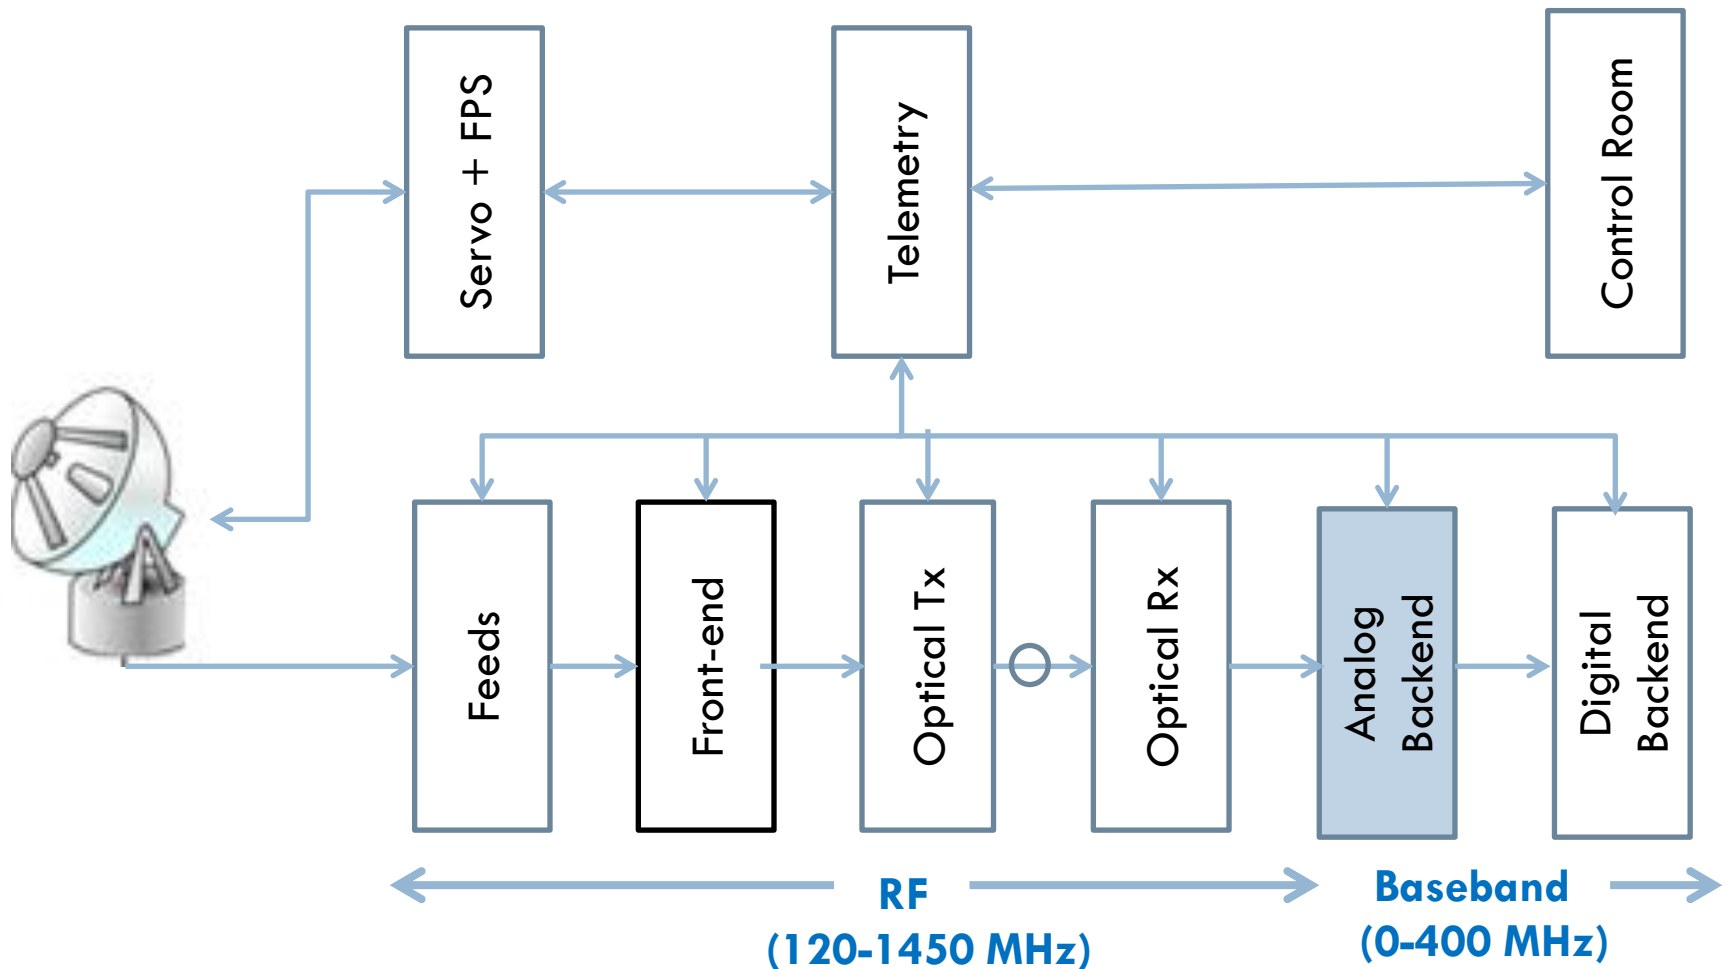 Servo + FPS
Telemetry
Control Room
Feeds
Front-end
Optical Tx
Optical Rx
Analog
Backend
Digital
Backend
RF
(120-1450 MHz)
Baseband
(0-400 MHz)